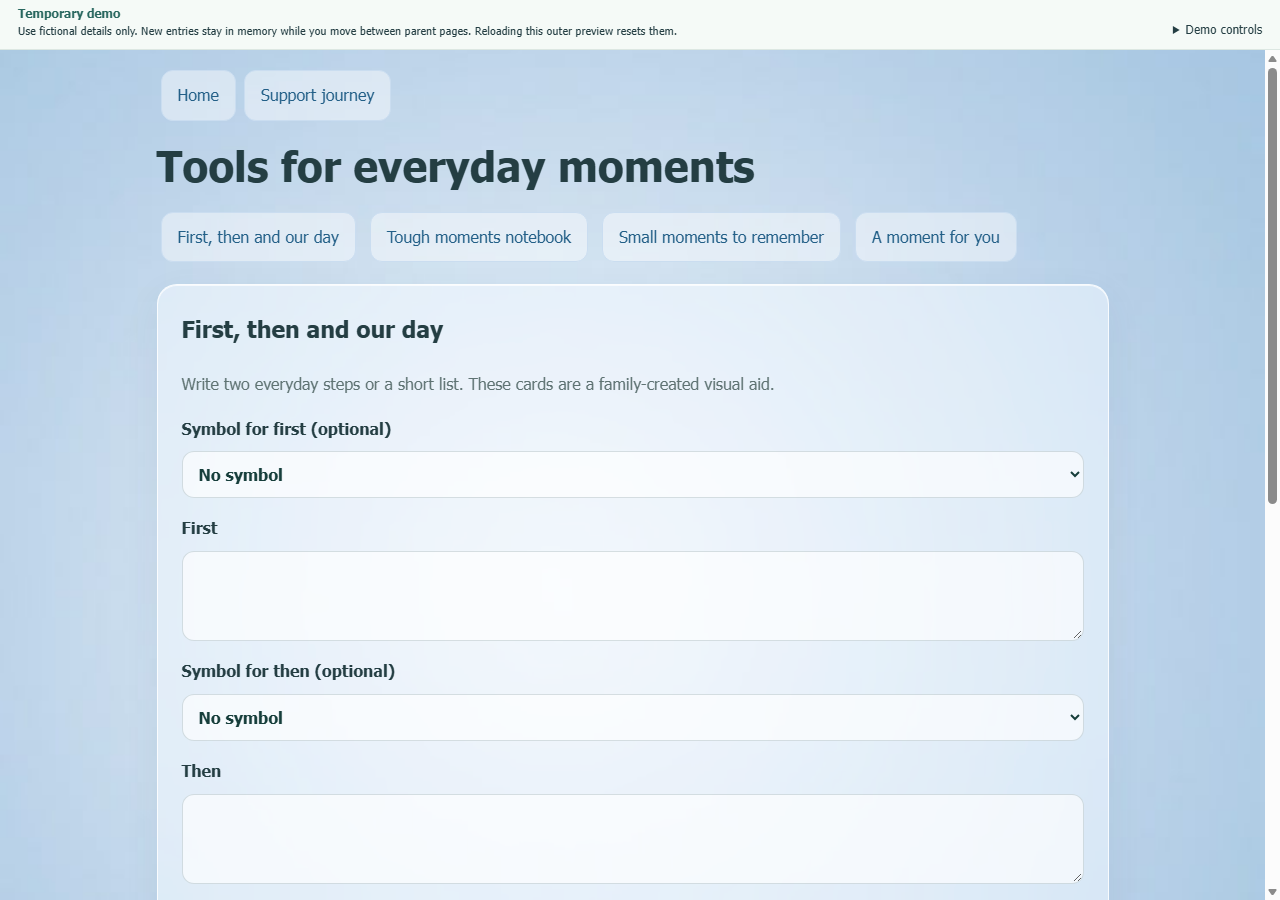 Temporary demo
Use fictional details only. New entries stay in memory while you move between parent pages. Reloading this outer preview resets them.
Demo controls
Home
Support journey
Tools for everyday moments
First, then and our day
Tough moments notebook
Small moments to remember
A moment for you
First, then and our day
Write two everyday steps or a short list. These cards are a family-created visual aid.
Symbol for first (optional)
No symbol
First
Symbol for then (optional)
No symbol
Then